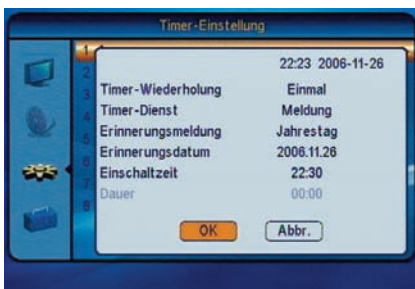 Timer-Einstellung
1
2
3
4
5
6
7
8
22:23 2006-11-26
Timer-Wiederholung Einmal
Timer-Dienst Meldung
Erinnerungsmeldung Jahrestag
Erinnerungsdatum 2006.11.26
Einschaltzeit 22:30
Dauer 00:00
OK Abbr.